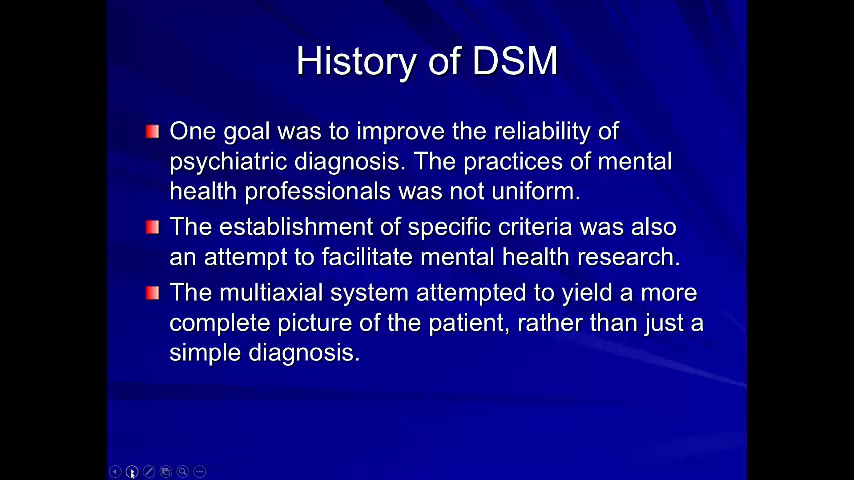 History of DSM
One goal was to improve the reliability of
psychiatric diagnosis. The practices of mental
health professionals was not uniform.
The establishment of specific criteria was also
an attempt to facilitate mental health research.
The multiaxial system attempted to yield a more
complete picture of the patient, rather than just a
simple diagnosis.